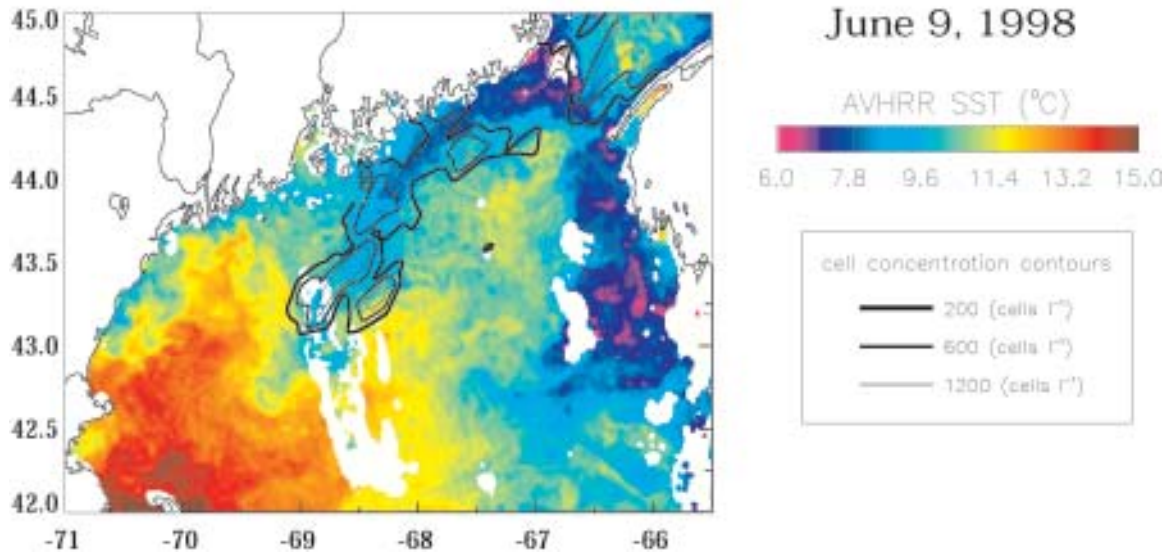 June 9, 1998
AVHRR SST (°C)
6.0 7.8 9.6 11.4 13.2 15.0
cell concentration contours
200 (cells l⁻¹)
600 (cells l⁻¹)
1200 (cells l⁻¹)
45.0
44.5
44.0
43.5
43.0
42.5
42.0
-71 -70 -69 -68 -67 -66